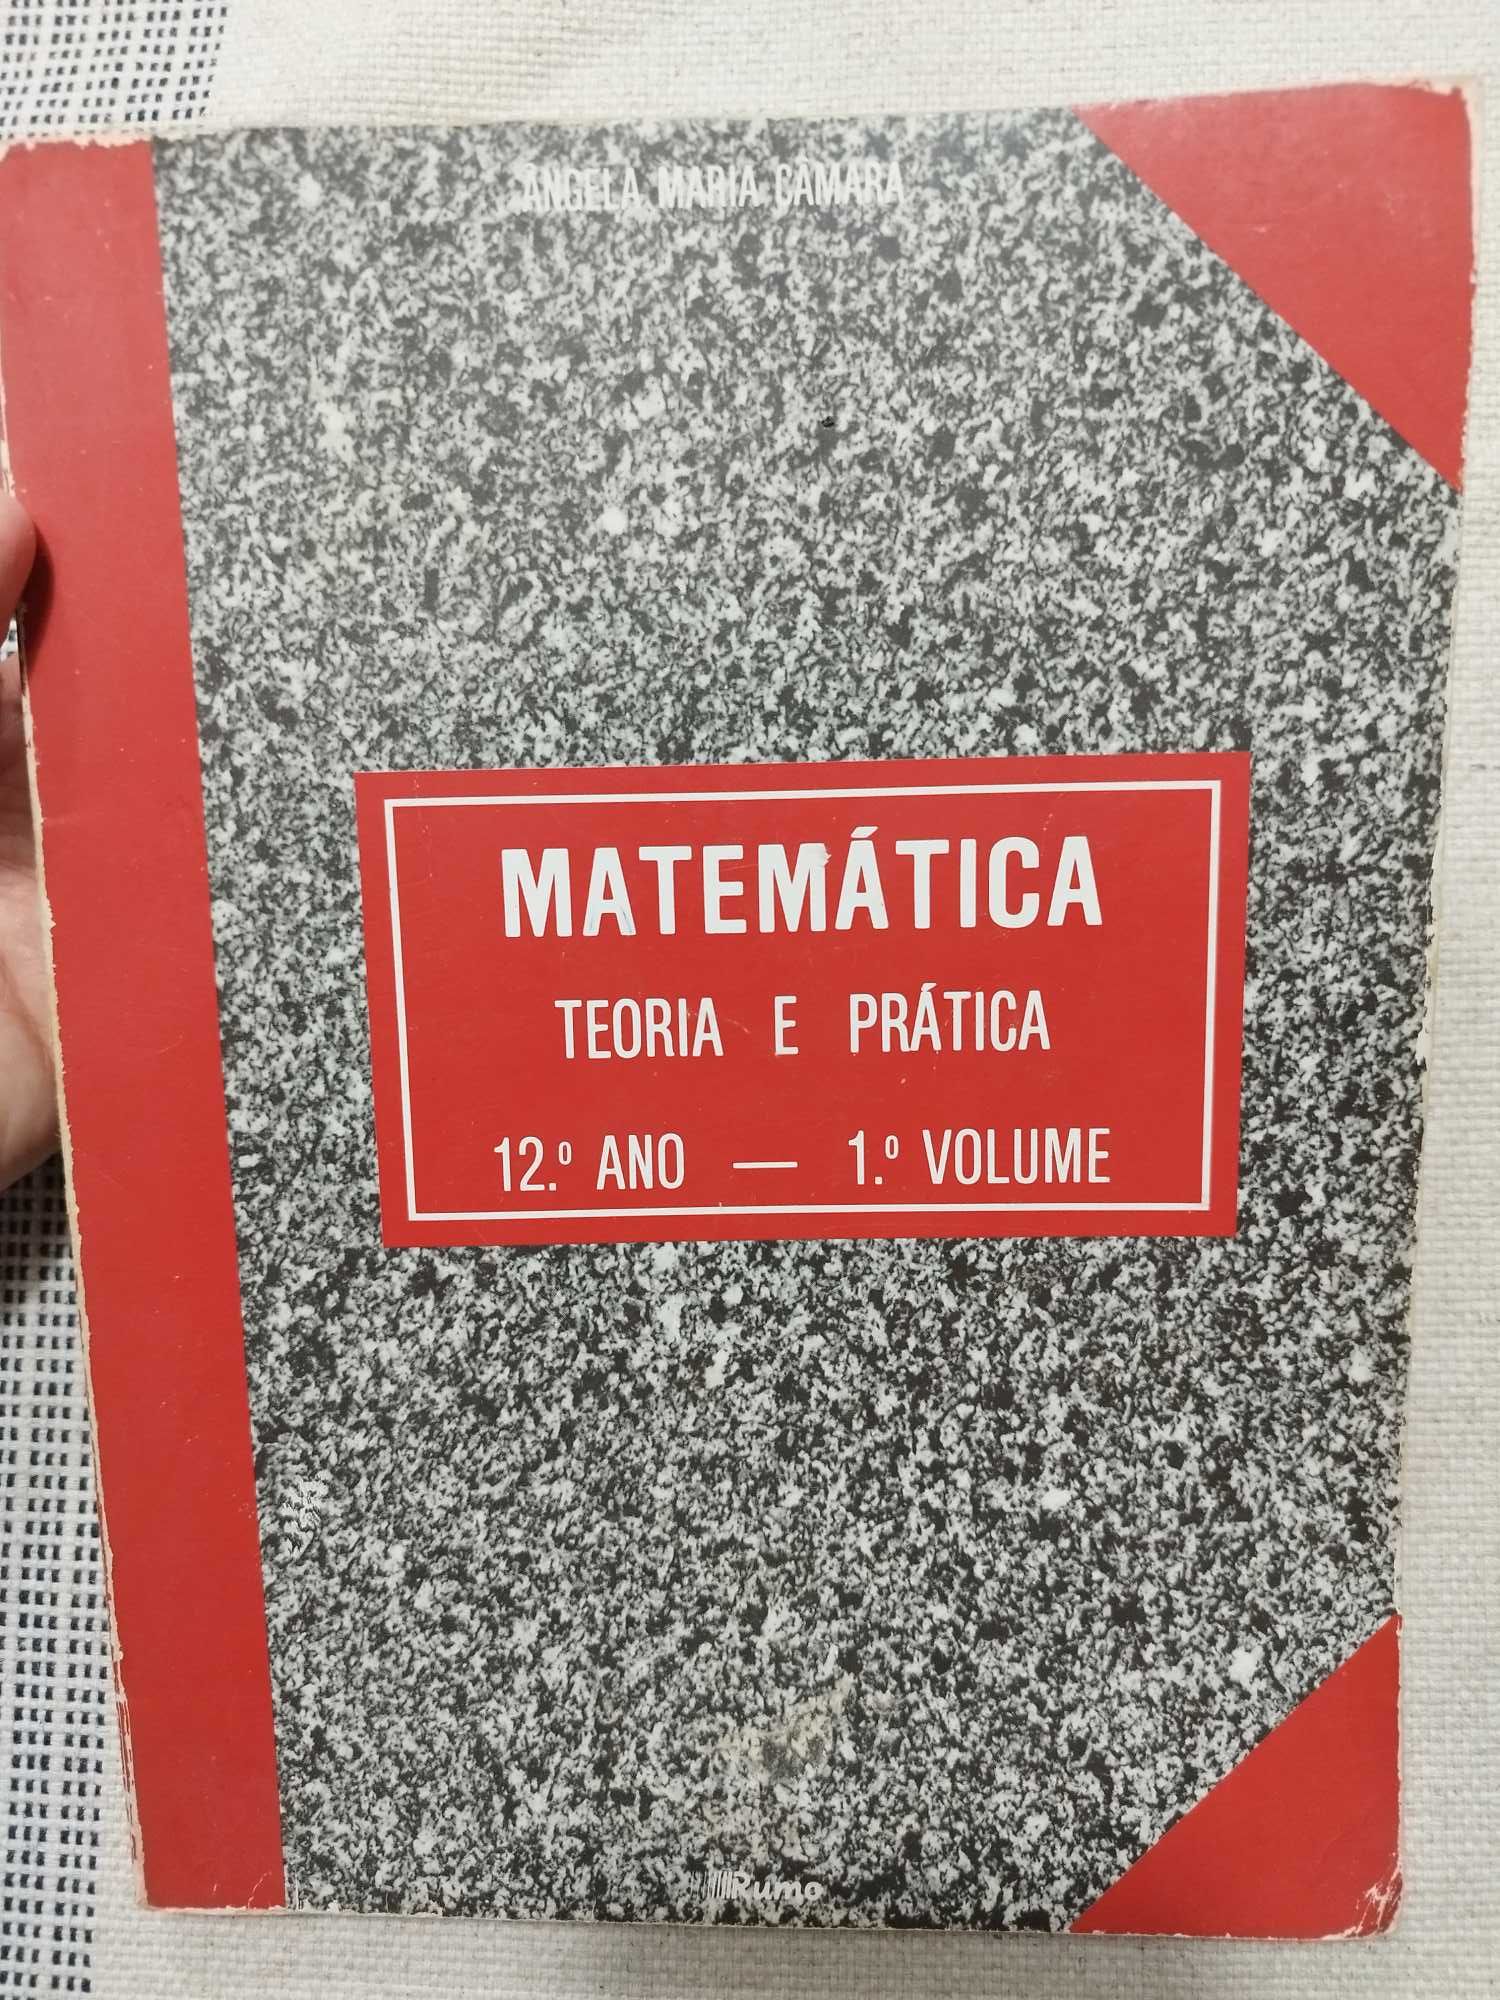 ÂNGELA MARIA CÂMARA
MATEMÁTICA
TEORIA E PRÁTICA
12.º ANO — 1.º VOLUME
Rumo